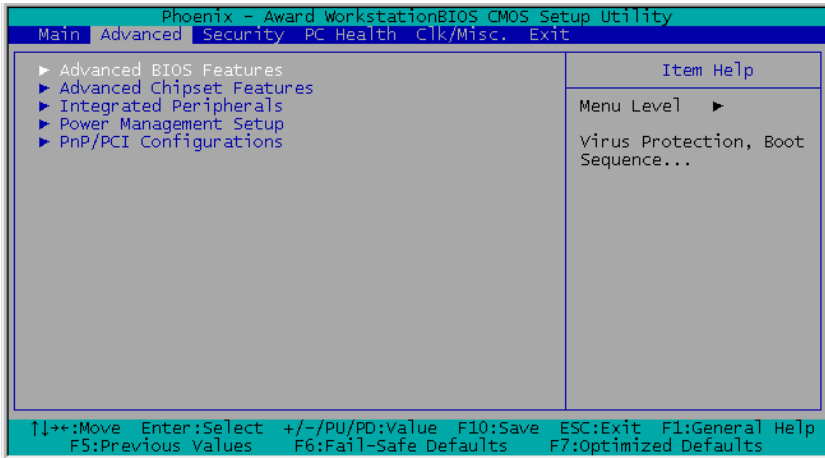 Phoenix - Award WorkstationBIOS CMOS Setup Utility
Main Advanced Security PC Health Clk/Misc. Exit
► Advanced BIOS Features
► Advanced Chipset Features
► Integrated Peripherals
► Power Management Setup
► PnP/PCI Configurations
Item Help
Menu Level ►
Virus Protection, Boot
Sequence...
↑↓→←:Move Enter:Select +/-/PU/PD:Value F10:Save ESC:Exit F1:General Help
F5:Previous Values F6:Fail-Safe Defaults F7:Optimized Defaults